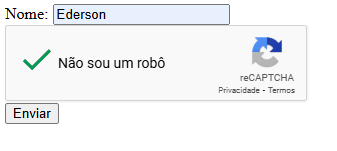 Nome: Ederson
Não sou um robô
reCAPTCHA
Privacidade - Termos
Enviar